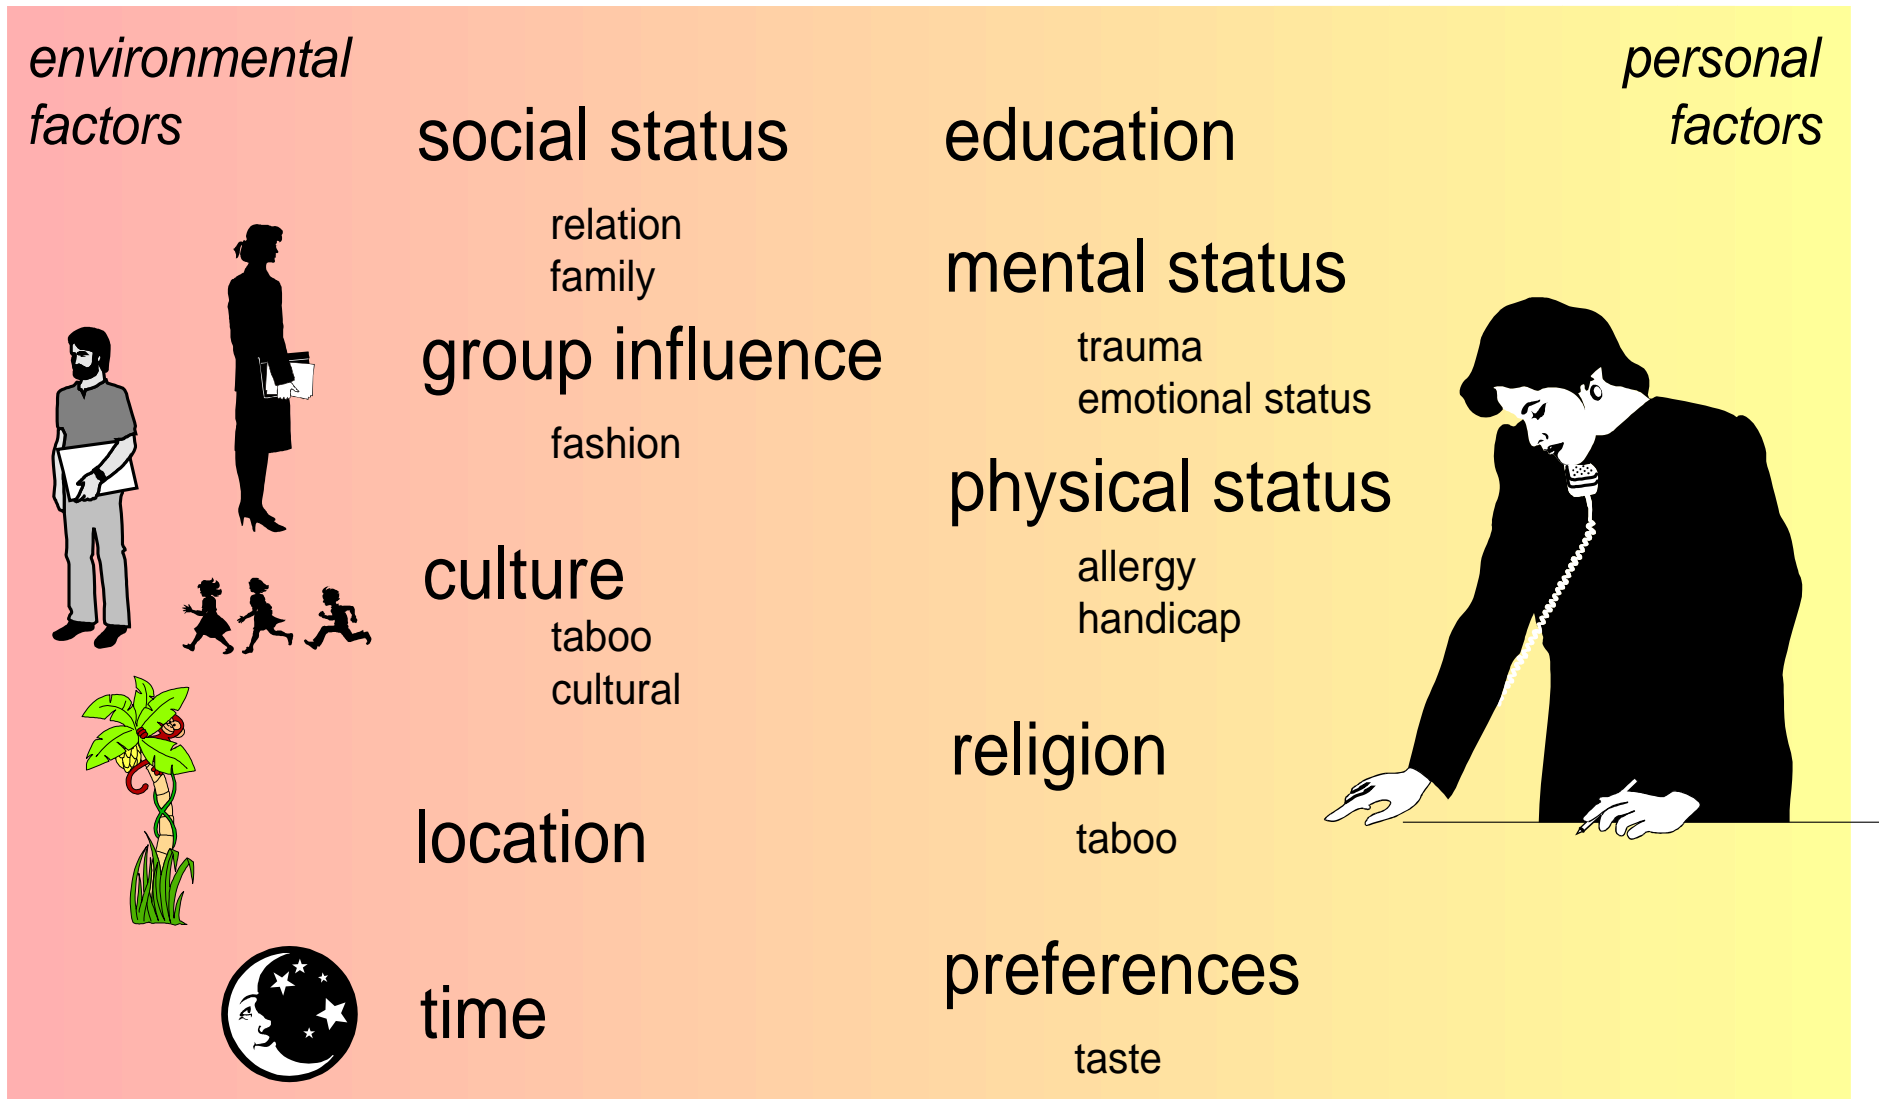 environmental
factors
social status
relation
family
group influence
fashion
culture
taboo
cultural
location
time
personal
factors
education
mental status
trauma
emotional status
physical status
allergy
handicap
religion
taboo
preferences
taste